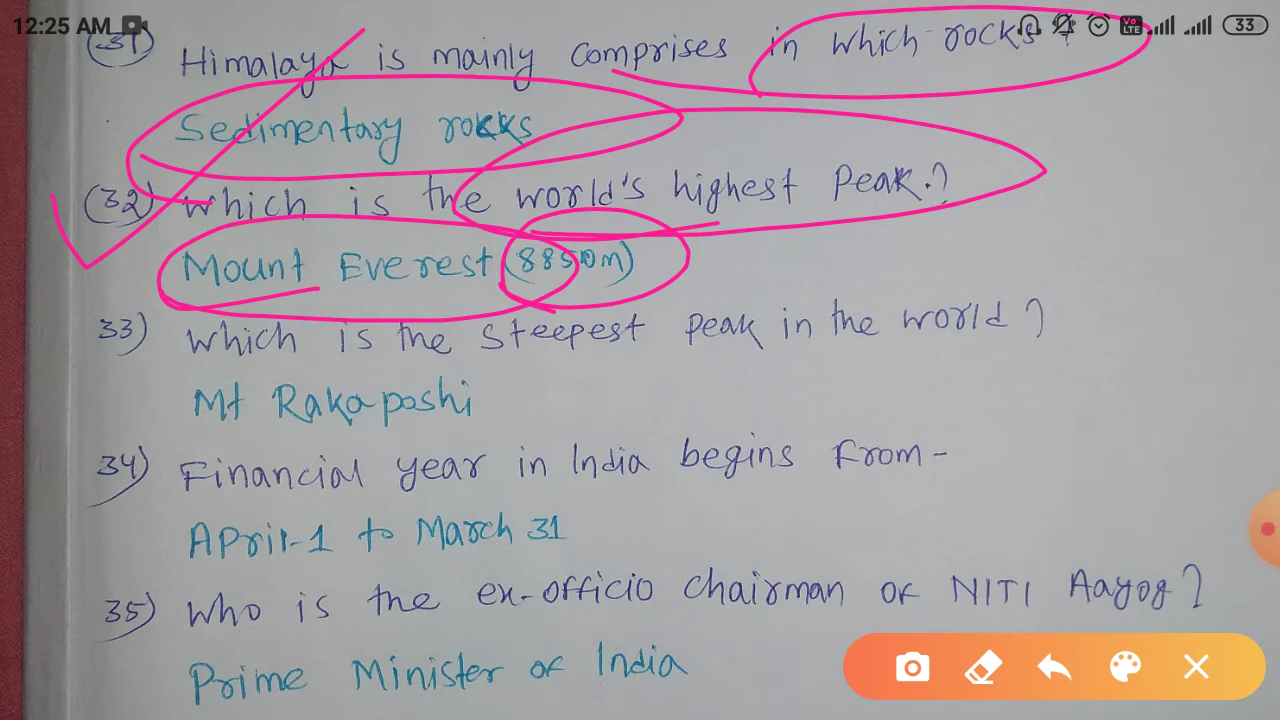 12:25 AM
Vo LTE 33
(31) Himalaya is mainly comprises in which rocks ?
Sedimentary rocks
(32) Which is the world's highest Peak.?
Mount Everest (8850m)
33) Which is the steepest peak in the world ?
Mt Rakaposhi
34) Financial year in India begins From-
April-1 to March 31
35) Who is the ex-officio chairman of NITI Aayog ?
Prime Minister of India